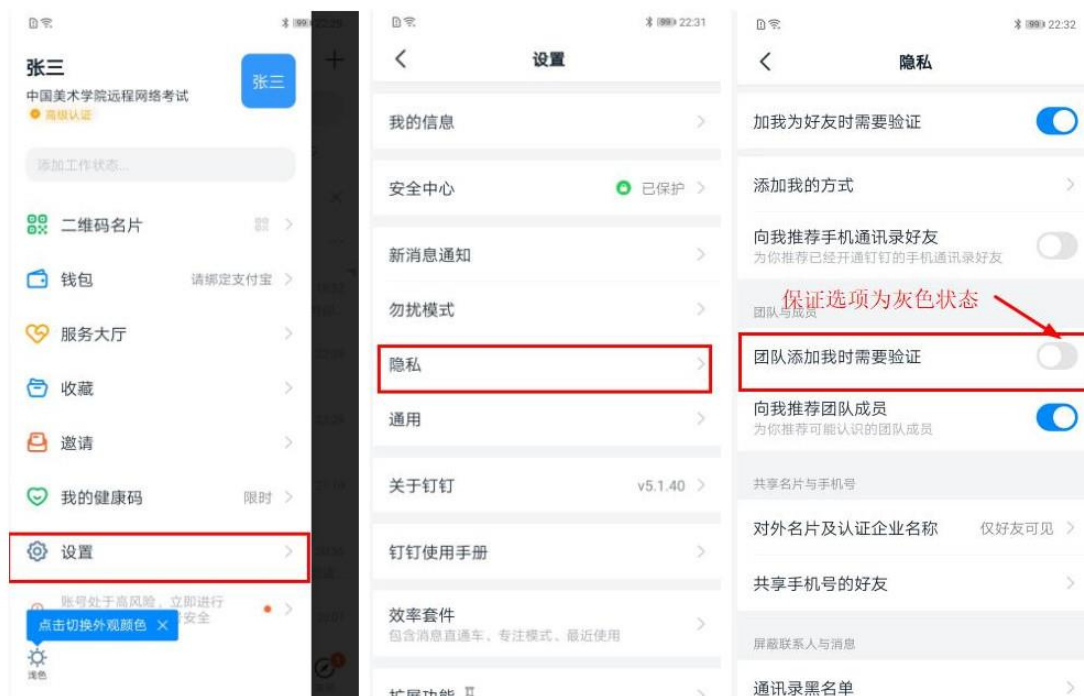 99 22:29
张三
张三
中国美术学院远程网络考试
高级认证
添加工作状态...
二维码名片
钱包 请绑定支付宝
服务大厅
收藏
邀请
我的健康码 限时
设置
账号处于高风险，立即进行
安全
点击切换外观颜色 ×
浅色
99 22:31
设置
我的信息
安全中心 已保护
新消息通知
勿扰模式
隐私
通用
关于钉钉 v5.1.40
钉钉使用手册
效率套件
包含消息直通车、专注模式、最近使用
扩展功能
99 22:32
隐私
加我为好友时需要验证
添加我的方式
向我推荐手机通讯录好友
为你推荐已经开通钉钉的手机通讯录好友
保证选项为灰色状态
团队与成员
团队添加我时需要验证
向我推荐团队成员
为你推荐可能认识的团队成员
共享名片与手机号
对外名片及认证企业名称 仅好友可见
共享手机号的好友
屏蔽联系人与消息
通讯录黑名单